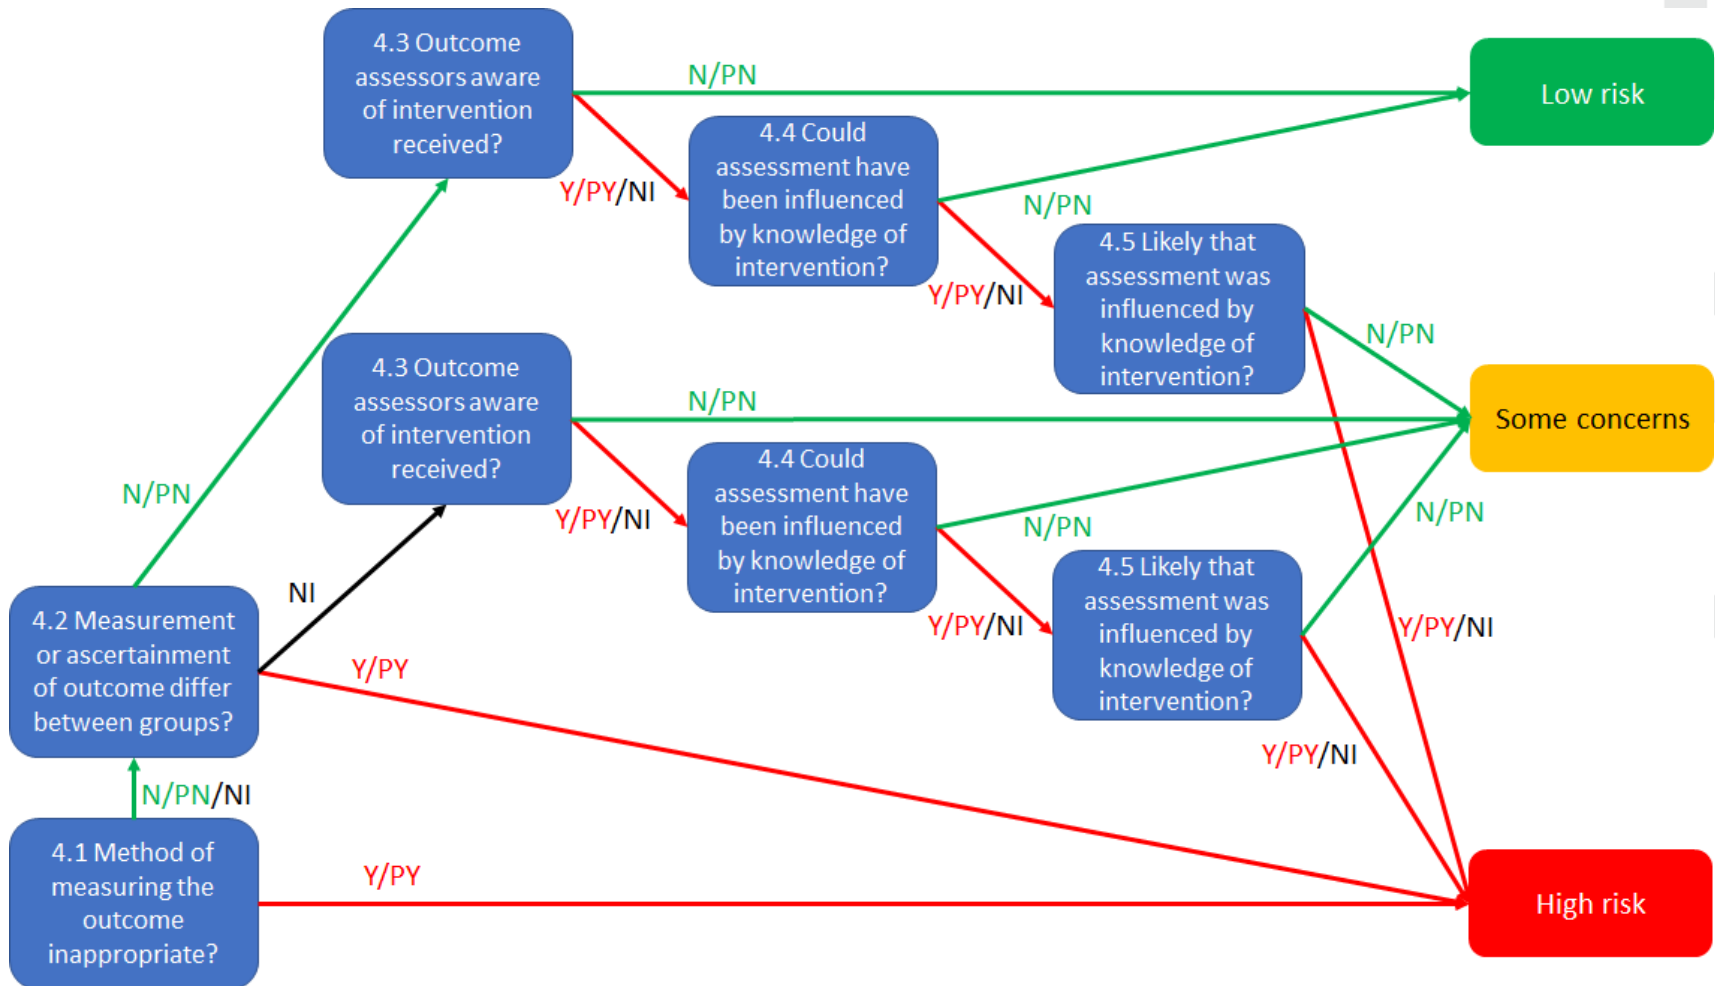 4.3 Outcome
assessors aware
of intervention
received?
N/PN
Low risk
Y/PY/NI
4.4 Could
assessment have
been influenced
by knowledge of
intervention?
N/PN
Y/PY/NI
4.5 Likely that
assessment was
influenced by
knowledge of
intervention?
N/PN
4.3 Outcome
assessors aware
of intervention
received?
N/PN
Some concerns
Y/PY/NI
4.4 Could
assessment have
been influenced
by knowledge of
intervention?
N/PN
N/PN
Y/PY/NI
4.5 Likely that
assessment was
influenced by
knowledge of
intervention?
Y/PY/NI
Y/PY/NI
N/PN
NI
4.2 Measurement
or ascertainment
of outcome differ
between groups?
Y/PY
N/PN/NI
4.1 Method of
measuring the
outcome
inappropriate?
Y/PY
High risk